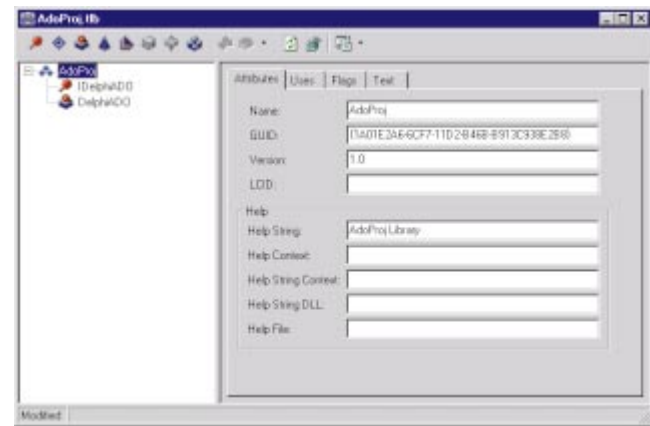 AdoProj.tlb
AdoProj
IDelphiADO
DelphiADO
Attributes Uses Flags Text
Name: AdoProj
GUID:
Version: 1.0
LCID:
Help
Help String: AdoProj Library
Help Context:
Help String Context:
Help String DLL:
Help File:
Modified